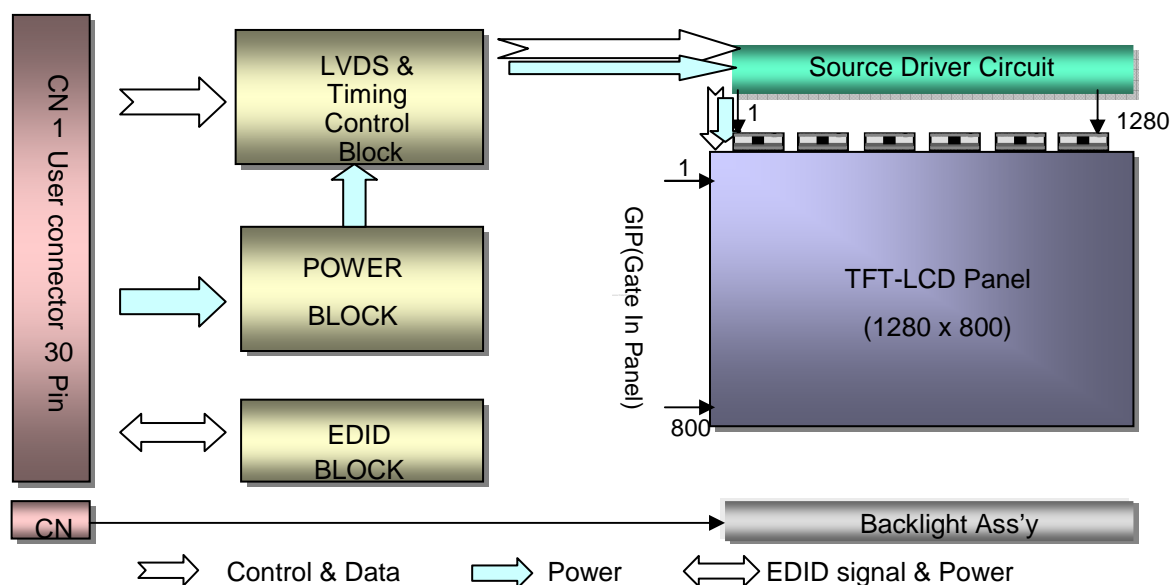 CN 1 User connector 30 Pin
LVDS &
Timing
Control
Block
POWER
BLOCK
EDID
BLOCK
Source Driver Circuit
1
1280
1
GIP(Gate In Panel)
800
TFT-LCD Panel
(1280 x 800)
CN
Backlight Ass'y
Control & Data
Power
EDID signal & Power